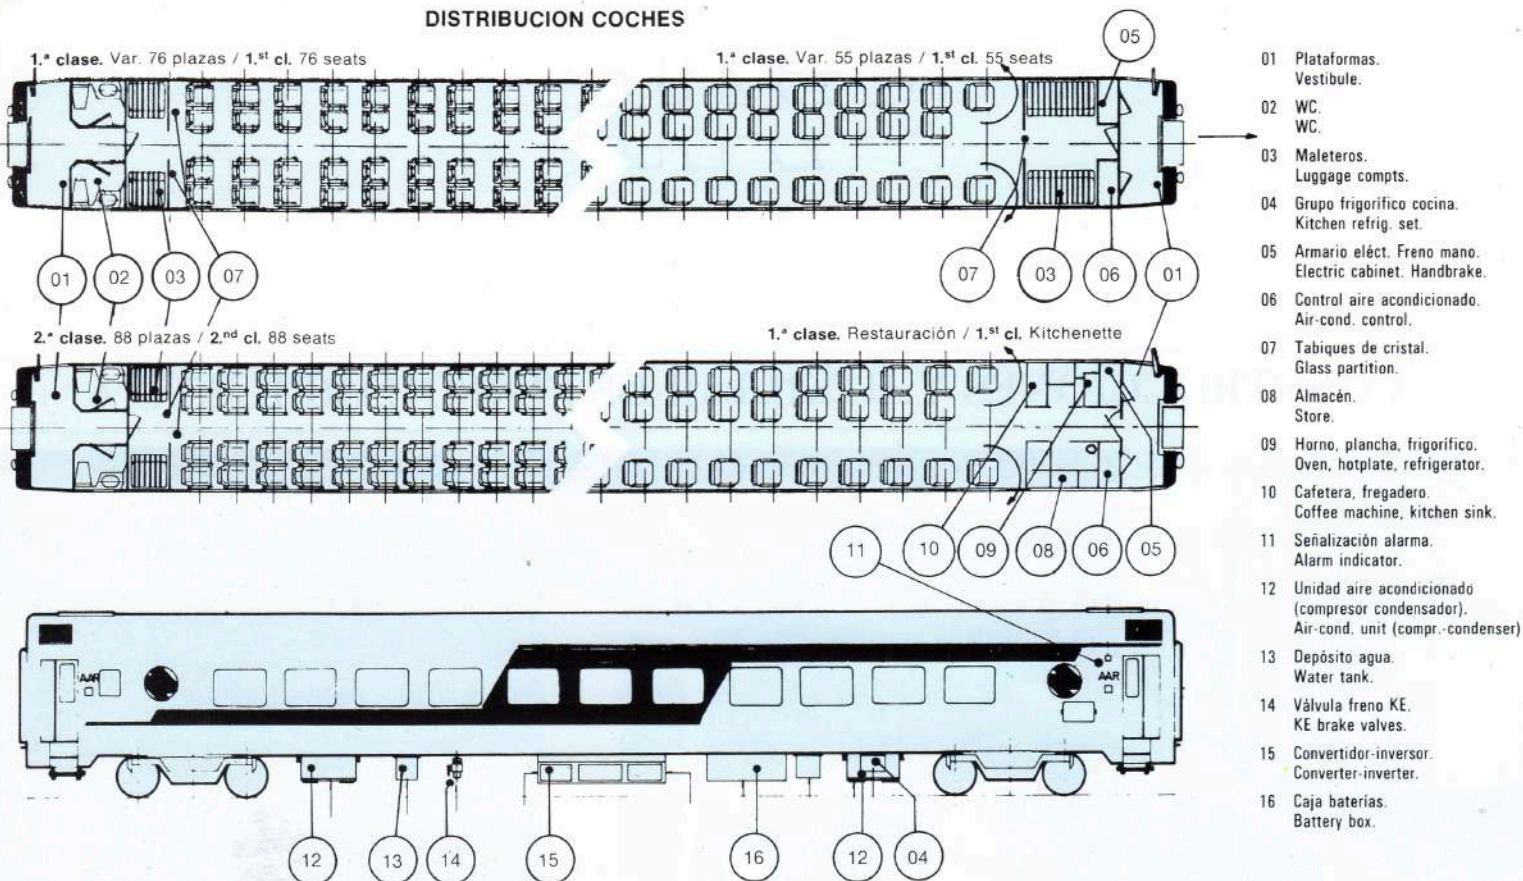 DISTRIBUCION COCHES
1.ª clase. Var. 76 plazas / 1.st cl. 76 seats
1.ª clase. Var. 55 plazas / 1.st cl. 55 seats
05
01
02
03
07
07
03
06
01
2.ª clase. 88 plazas / 2.nd cl. 88 seats
1.ª clase. Restauración / 1.st cl. Kitchenette
11
10
09
08
06
05
AAR
AAR
12
13
14
15
16
12
04
01 Plataformas.
Vestibule.
02 WC.
WC.
03 Maleteros.
Luggage compts.
04 Grupo frigorífico cocina.
Kitchen refrig. set.
05 Armario eléct. Freno mano.
Electric cabinet. Handbrake.
06 Control aire acondicionado.
Air-cond. control.
07 Tabiques de cristal.
Glass partition.
08 Almacén.
Store.
09 Horno, plancha, frigorífico.
Oven, hotplate, refrigerator.
10 Cafetera, fregadero.
Coffee machine, kitchen sink.
11 Señalización alarma.
Alarm indicator.
12 Unidad aire acondicionado
(compresor condensador).
Air-cond. unit (compr.-condenser)
13 Depósito agua.
Water tank.
14 Válvula freno KE.
KE brake valves.
15 Convertidor-inversor.
Converter-inverter.
16 Caja baterías.
Battery box.